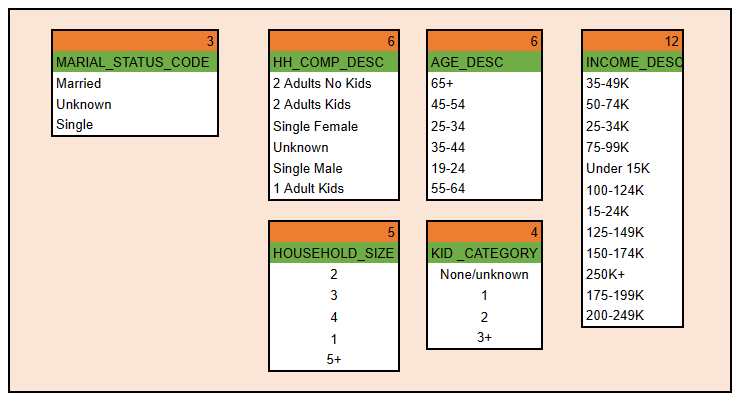 3
MARIAL_STATUS_CODE
Married
Unknown
Single
6
HH_COMP_DESC
2 Adults No Kids
2 Adults Kids
Single Female
Unknown
Single Male
1 Adult Kids
6
AGE_DESC
65+
45-54
25-34
35-44
19-24
55-64
12
INCOME_DESC
35-49K
50-74K
25-34K
75-99K
Under 15K
100-124K
15-24K
125-149K
150-174K
250K+
175-199K
200-249K
5
HOUSEHOLD_SIZE
2
3
4
1
5+
4
KID _CATEGORY
None/unknown
1
2
3+